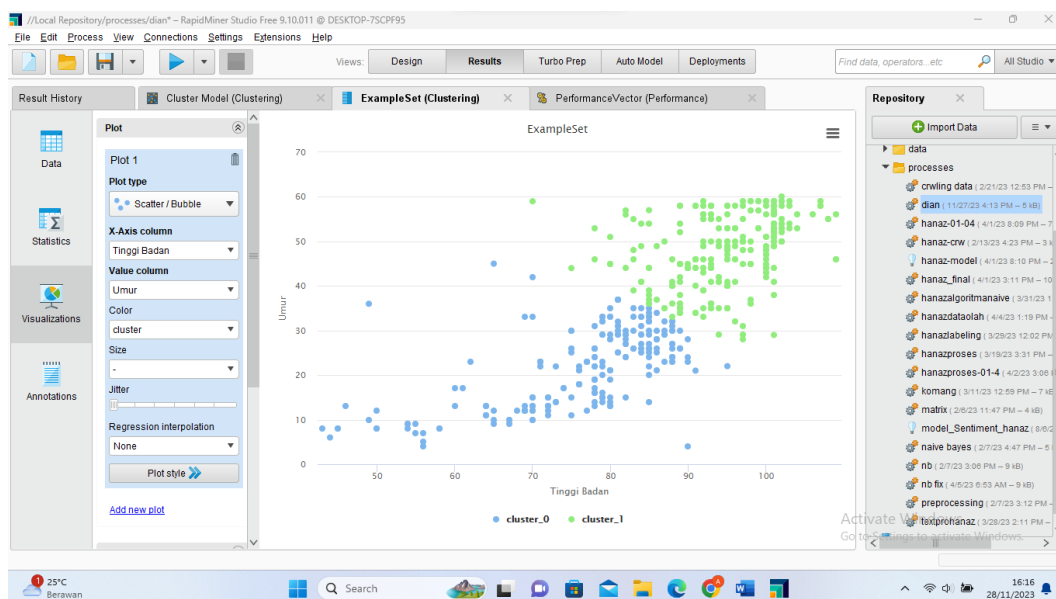 //Local Repository/processes/dian* – RapidMiner Studio Free 9.10.011 @ DESKTOP-7SCPF95
File Edit Process View Connections Settings Extensions Help
Views: Design Results Turbo Prep Auto Model Deployments
Find data, operators...etc
All Studio
Result History
Cluster Model (Clustering)
ExampleSet (Clustering)
PerformanceVector (Performance)
Repository
Data
Statistics
Visualizations
Annotations
Plot
Plot 1
Plot type
Scatter / Bubble
X-Axis column
Tinggi Badan
Value column
Umur
Color
cluster
Size
-
Jitter
Regression interpolation
None
Plot style
Add new plot
ExampleSet
70
60
50
40
30
20
10
0
Umur
50 60 70 80 90 100
Tinggi Badan
cluster_0 cluster_1
Import Data
data
processes
crwling data ( 2/21/23 12:53 PM –
dian ( 11/27/23 4:13 PM – 5 kB)
hanaz-01-04 ( 4/1/23 8:09 PM – 7
hanaz-crw ( 2/13/23 4:23 PM – 3 k
hanaz-model ( 4/1/23 8:10 PM – 2
hanaz_final ( 4/1/23 3:11 PM – 10
hanazalgoritmanaive ( 3/31/23 1
hanazdataolah ( 4/4/23 1:19 PM –
hanazlabeling ( 3/29/23 12:02 PM
hanazproses ( 3/19/23 3:31 PM –
hanazproses-01-4 ( 4/2/23 3:06
komang ( 3/11/23 12:59 PM – 7 kB
matrix ( 2/6/23 11:47 PM – 4 kB)
model_Sentiment_hanaz ( 8/6/2
naive bayes ( 2/7/23 4:47 PM – 5
nb ( 2/7/23 3:06 PM – 9 kB)
nb fix ( 4/5/23 6:53 AM – 9 kB)
preprocessing ( 2/7/23 3:12 PM –
textprohanaz ( 3/28/23 2:11 PM –
Activate Windows
Go to Settings to activate Windows.
1
25°C
Berawan
Search
16:16
28/11/2023